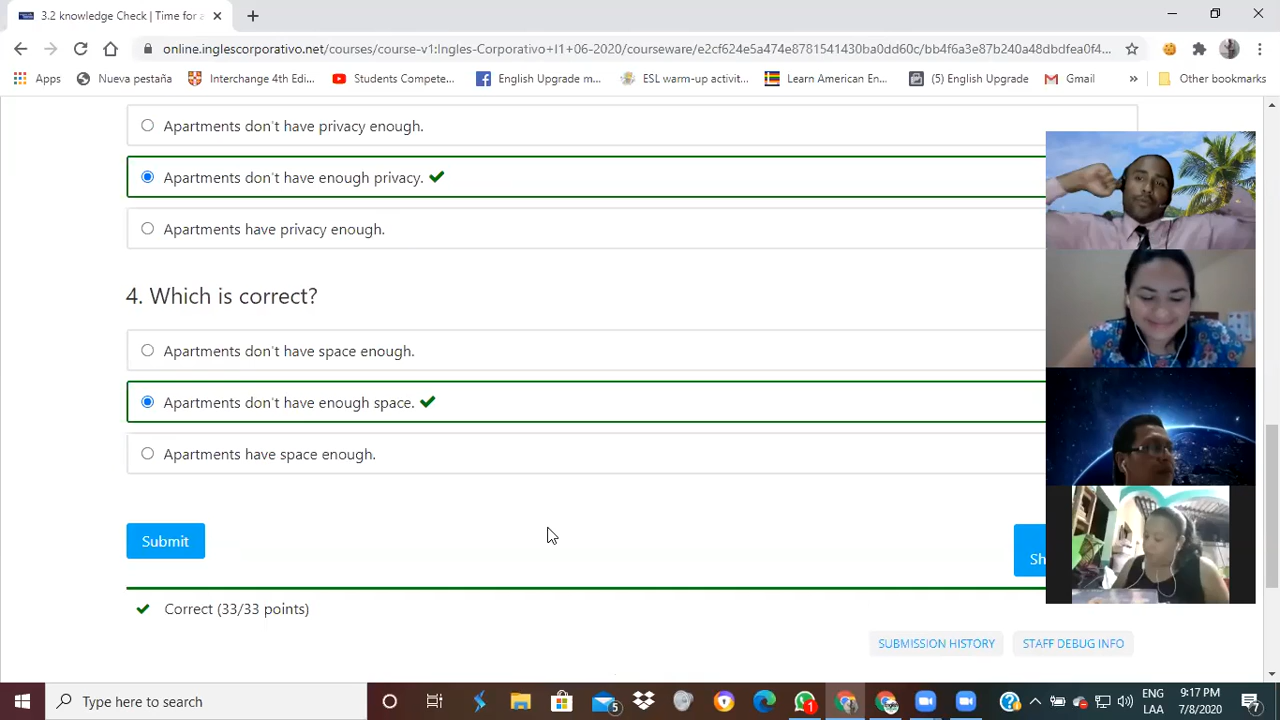 3.2 knowledge Check | Time for a
online.inglescorporativo.net/courses/course-v1:Ingles-Corporativo+I1+06-2020/courseware/e2cf624e5a474e8781541430ba0dd60c/bb4f6a3e87b240a48dbdfea0f4...
Apps Nueva pestaña Interchange 4th Edi... Students Compete... English Upgrade m... ESL warm-up activit... Learn American En... (5) English Upgrade Gmail » Other bookmarks
Apartments don't have privacy enough.
Apartments don't have enough privacy.
Apartments have privacy enough.
4. Which is correct?
Apartments don't have space enough.
Apartments don't have enough space.
Apartments have space enough.
Submit
Sh
Correct (33/33 points)
SUBMISSION HISTORY STAFF DEBUG INFO
Type here to search
5
1
ENG 9:17 PM
LAA 7/8/2020
7